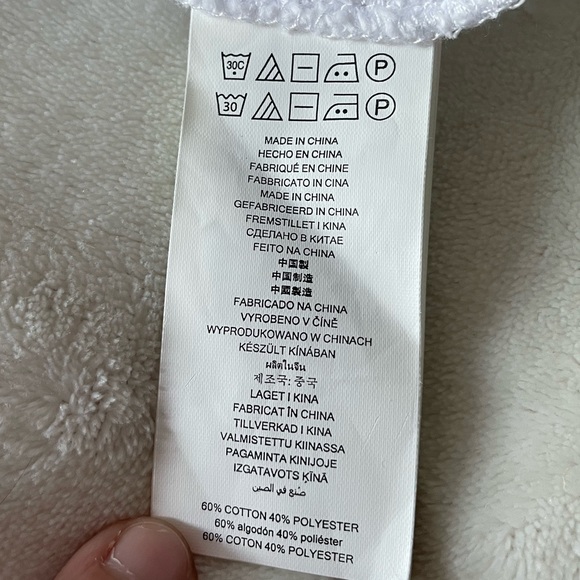 30C P
30 P
MADE IN CHINA
HECHO EN CHINA
FABRIQUÉ EN CHINE
FABBRICATO IN CINA
MADE IN CHINA
GEFABRICEERD IN CHINA
FREMSTILLET I KINA
СДЕЛАНО В КИТАЕ
FEITO NA CHINA
中国製
中国制造
中國製造
FABRICADO NA CHINA
VYROBENO V ČÍNĚ
WYPRODUKOWANO W CHINACH
KÉSZÜLT KÍNÁBAN
ผลิตในจีน
제조국: 중국
LAGET I KINA
FABRICAT ÎN CHINA
TILLVERKAD I KINA
VALMISTETTU KIINASSA
PAGAMINTA KINIJOJE
IZGATAVOTS ĶĪNĀ
صُنع في الصين
60% COTTON 40% POLYESTER
60% algodón 40% poliéster
60% COTON 40% POLYESTER